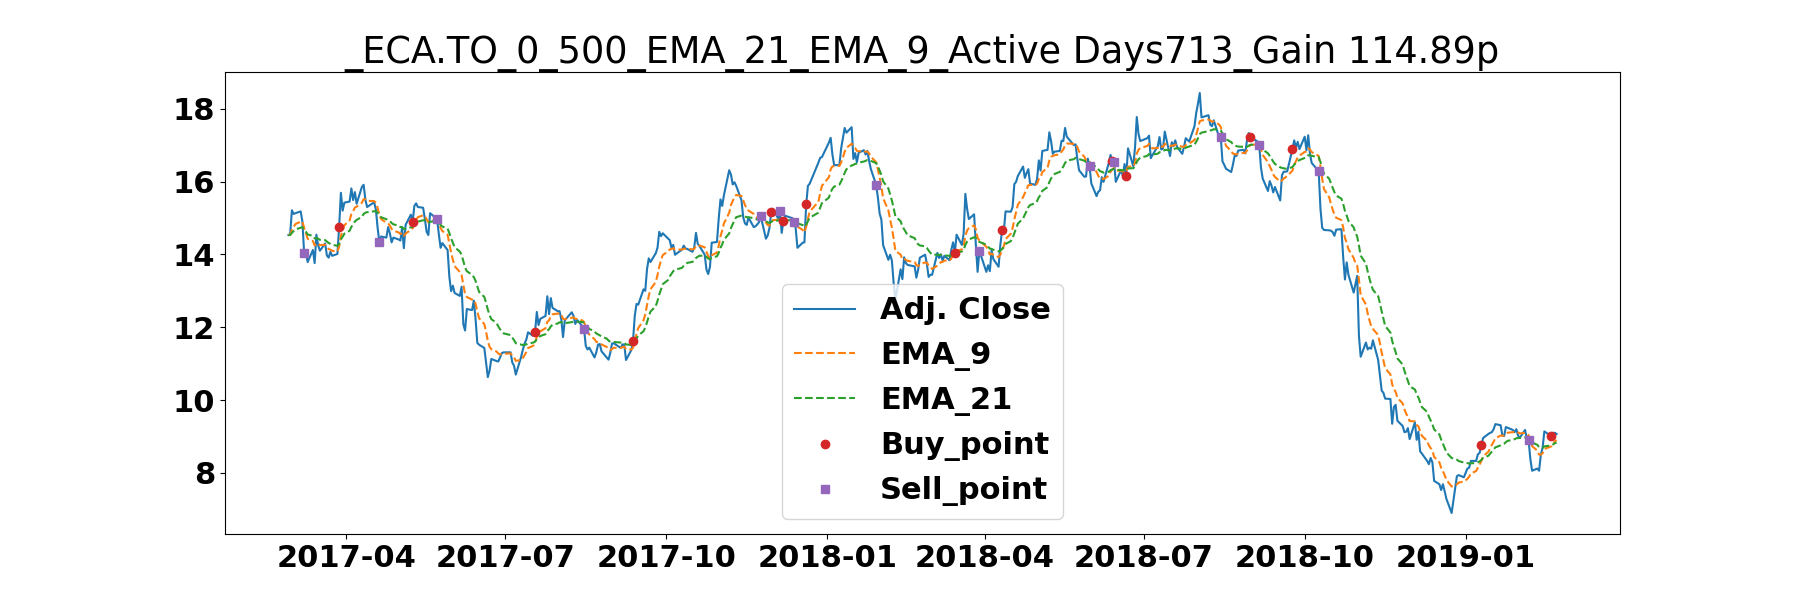 _ECA.TO_0_500_EMA_21_EMA_9_Active Days713_Gain 114.89p
18
16
14
12
10
8
Adj. Close
EMA_9
EMA_21
Buy_point
Sell_point
2017-04 2017-07 2017-10 2018-01 2018-04 2018-07 2018-10 2019-01